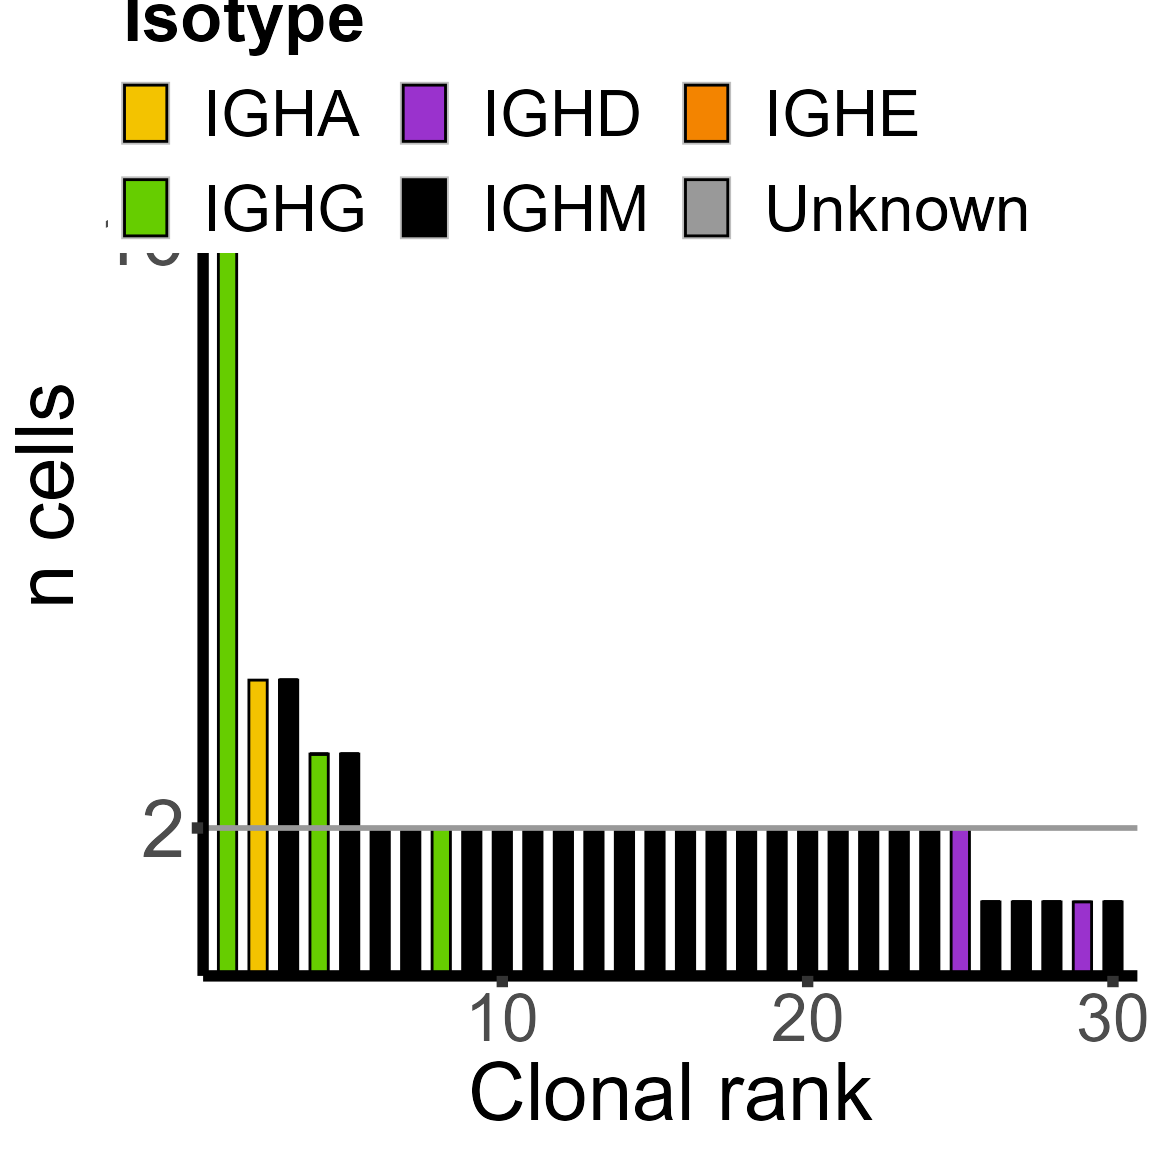 Isotype
IGHA IGHD IGHE
IGHG IGHM Unknown
n cells
2
10 20 30
Clonal rank